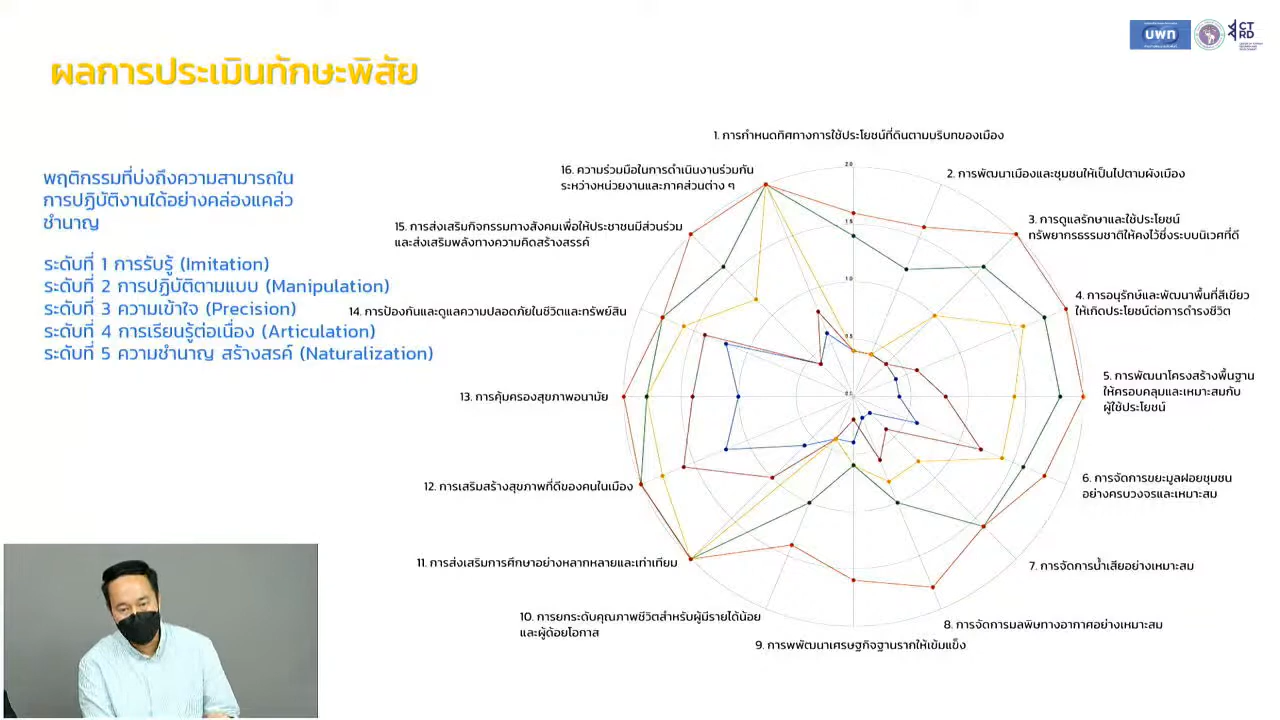 บพท
CT
RD
ผลการประเมินทักษะพิสัย
พฤติกรรมที่บ่งถึงความสามารถใน
การปฏิบัติงานได้อย่างคล่องแคล่ว
ชำนาญ
ระดับที่ 1 การรับรู้ (Imitation)
ระดับที่ 2 การปฏิบัติตามแบบ (Manipulation)
ระดับที่ 3 ความเข้าใจ (Precision)
ระดับที่ 4 การเรียนรู้ต่อเนื่อง (Articulation)
ระดับที่ 5 ความชำนาญ สร้างสรค์ (Naturalization)
1. การกำหนดทิศทางการใช้ประโยชน์ที่ดินตามบริบทของเมือง
2. การพัฒนาเมืองและชุมชนให้เป็นไปตามผังเมือง
3. การดูแลรักษาและใช้ประโยชน์
ทรัพยากรธรรมชาติให้คงไว้ซึ่งระบบนิเวศที่ดี
4. การอนุรักษ์และพัฒนาพื้นที่สีเขียว
ให้เกิดประโยชน์ต่อการดำรงชีวิต
5. การพัฒนาโครงสร้างพื้นฐาน
ให้ครอบคลุมและเหมาะสมกับ
ผู้ใช้ประโยชน์
6. การจัดการขยะมูลฝอยชุมชน
อย่างครบวงจรและเหมาะสม
7. การจัดการน้ำเสียอย่างเหมาะสม
8. การจัดการมลพิษทางอากาศอย่างเหมาะสม
9. การพพัฒนาเศรษฐกิจฐานรากให้เข้มแข็ง
10. การยกระดับคุณภาพชีวิตสำหรับผู้มีรายได้น้อย
และผู้ด้อยโอกาส
11. การส่งเสริมการศึกษาอย่างหลากหลายและเท่าเทียม
12. การเสริมสร้างสุขภาพที่ดีของคนในเมือง
13. การคุ้มครองสุขภาพอนามัย
14. การป้องกันและดูแลความปลอดภัยในชีวิตและทรัพย์สิน
15. การส่งเสริมกิจกรรมทางสังคมเพื่อให้ประชาชนมีส่วนร่วม
และส่งเสริมพลังทางความคิดสร้างสรรค์
16. ความร่วมมือในการดำเนินงานร่วมกัน
ระหว่างหน่วยงานและภาคส่วนต่าง ๆ
2.0
1.5
1.0
0.5
0.0